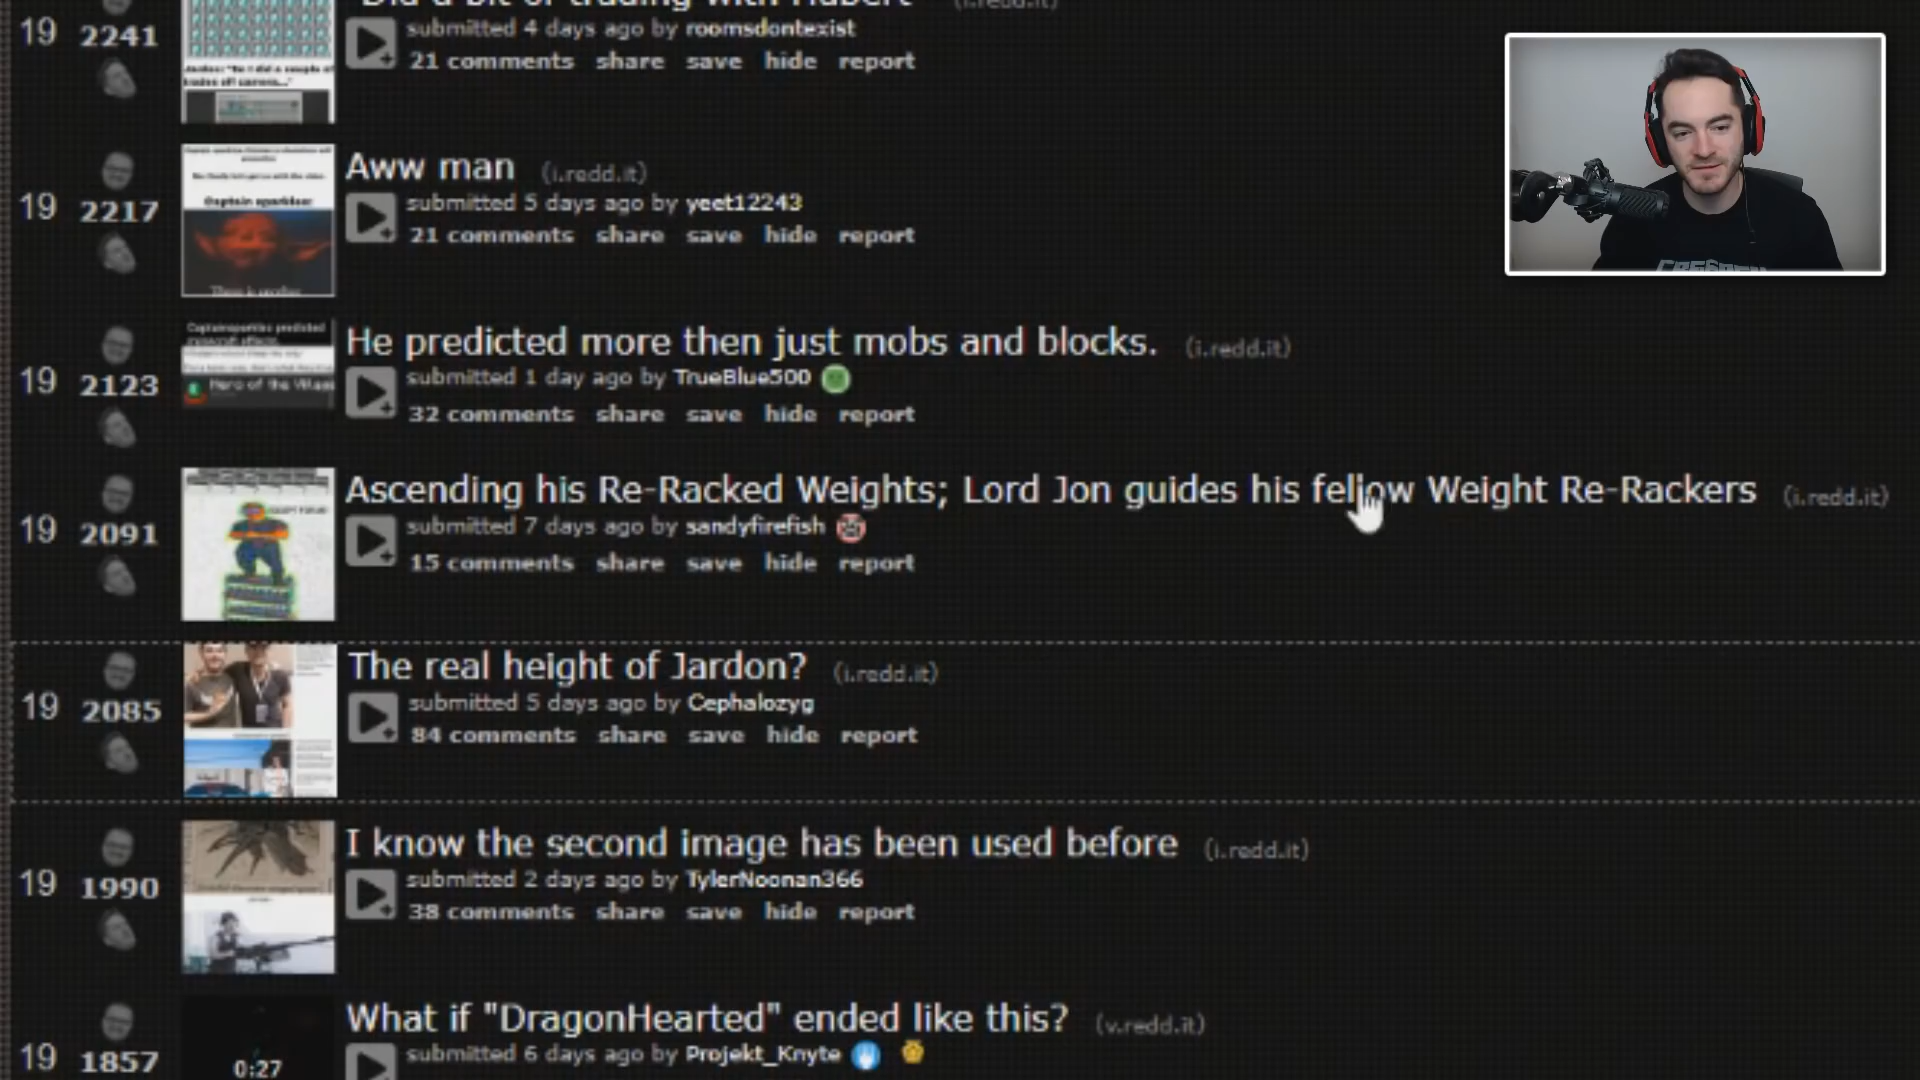 19
2241
submitted 4 days ago by roomsdontexist
21 comments share save hide report
Aww man (i.redd.it)
19
2217
submitted 5 days ago by yeet12243
21 comments share save hide report
He predicted more then just mobs and blocks. (i.redd.it)
19
2123
submitted 1 day ago by TrueBlue500
32 comments share save hide report
Ascending his Re-Racked Weights; Lord Jon guides his fellow Weight Re-Rackers (i.redd.it)
19
2091
submitted 7 days ago by sandyfirefish
15 comments share save hide report
The real height of Jardon? (i.redd.it)
19
2085
submitted 5 days ago by Cephalozyg
84 comments share save hide report
I know the second image has been used before (i.redd.it)
19
1990
submitted 2 days ago by TylerNoonan366
38 comments share save hide report
What if "DragonHearted" ended like this? (v.redd.it)
19
1857
0:27
submitted 6 days ago by Projekt_Knyte